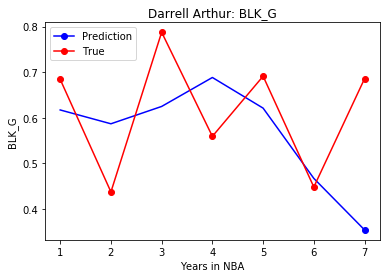 Darrell Arthur: BLK_G
Prediction
True
BLK_G
0.8
0.7
0.6
0.5
0.4
1 2 3 4 5 6 7
Years in NBA